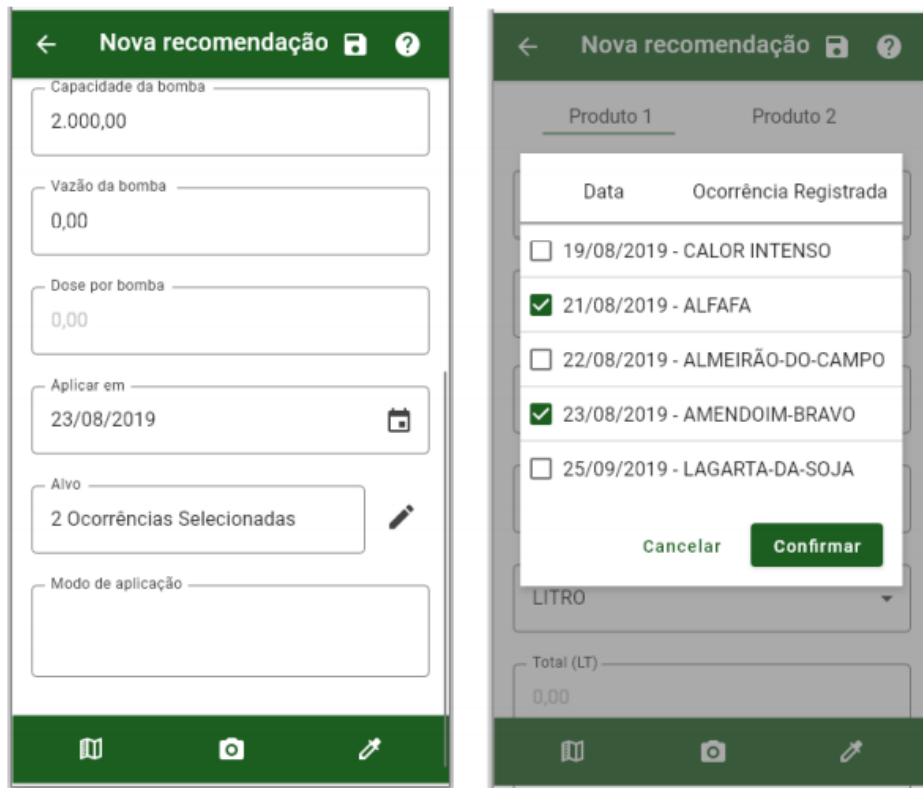 Nova recomendação
Capacidade da bomba
2.000,00
Vazão da bomba
0,00
Dose por bomba
0,00
Aplicar em
23/08/2019
Alvo
2 Ocorrências Selecionadas
Modo de aplicação
Nova recomendação
Produto 1 Produto 2
Data Ocorrência Registrada
19/08/2019 - CALOR INTENSO
21/08/2019 - ALFAFA
22/08/2019 - ALMEIRÃO-DO-CAMPO
23/08/2019 - AMENDOIM-BRAVO
25/09/2019 - LAGARTA-DA-SOJA
Cancelar Confirmar
LITRO
Total (LT)
0,00